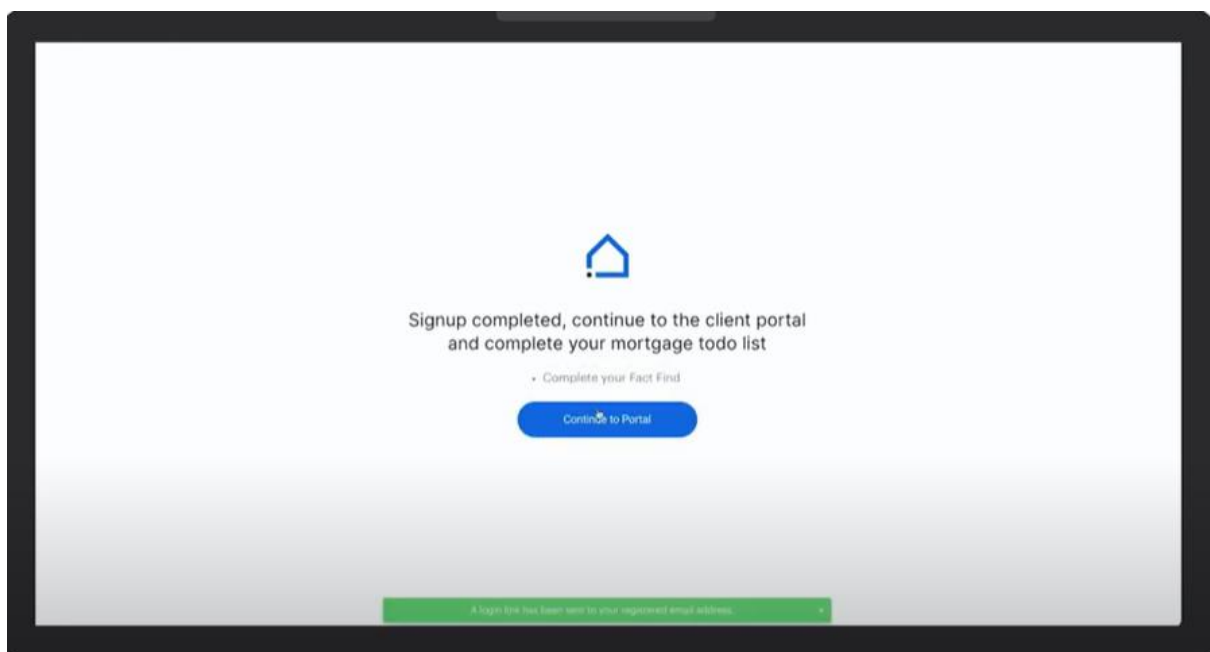 Signup completed, continue to the client portal
and complete your mortgage todo list
• Complete your Fact Find
Continue to Portal
A login link has been sent to your registered email address.